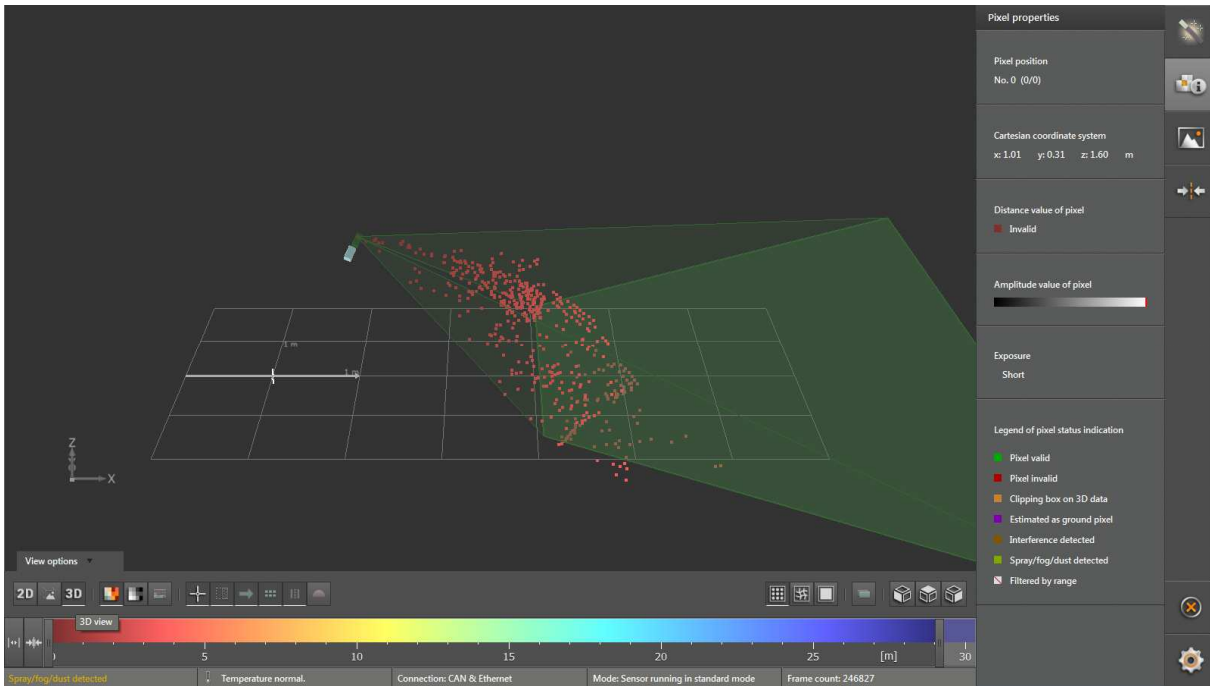 Pixel properties
Pixel position
No. 0 (0/0)
Cartesian coordinate system
x: 1.01 y: 0.31 z: 1.60 m
Distance value of pixel
Invalid
Amplitude value of pixel
Exposure
Short
Legend of pixel status indication
Pixel valid
Pixel invalid
Clipping box on 3D data
Estimated as ground pixel
Interference detected
Spray/fog/dust detected
Filtered by range
1 m
1 m
Z
X
View options
2D 3D
3D view
5 10 15 20 25 [m] 30
Spray/fog/dust detected Temperature normal. Connection: CAN & Ethernet Mode: Sensor running in standard mode Frame count: 246827